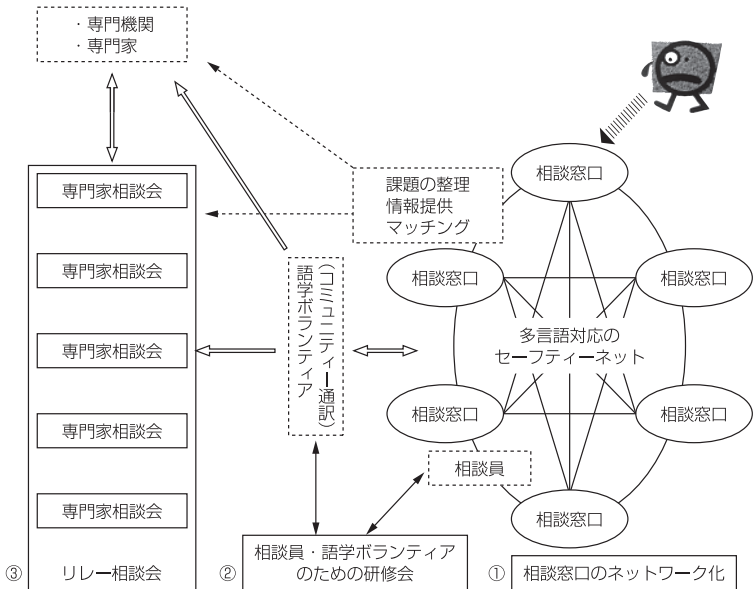 ・専門機関
・専門家
専門家相談会
専門家相談会
専門家相談会
専門家相談会
専門家相談会
③ リレー相談会
課題の整理
情報提供
マッチング
語学ボランティア
(コミュニティー通訳)
相談窓口
相談窓口
相談窓口
多言語対応の
セーフティーネット
相談窓口
相談窓口
相談員
相談窓口
② 相談員・語学ボランティア
のための研修会
① 相談窓口のネットワーク化